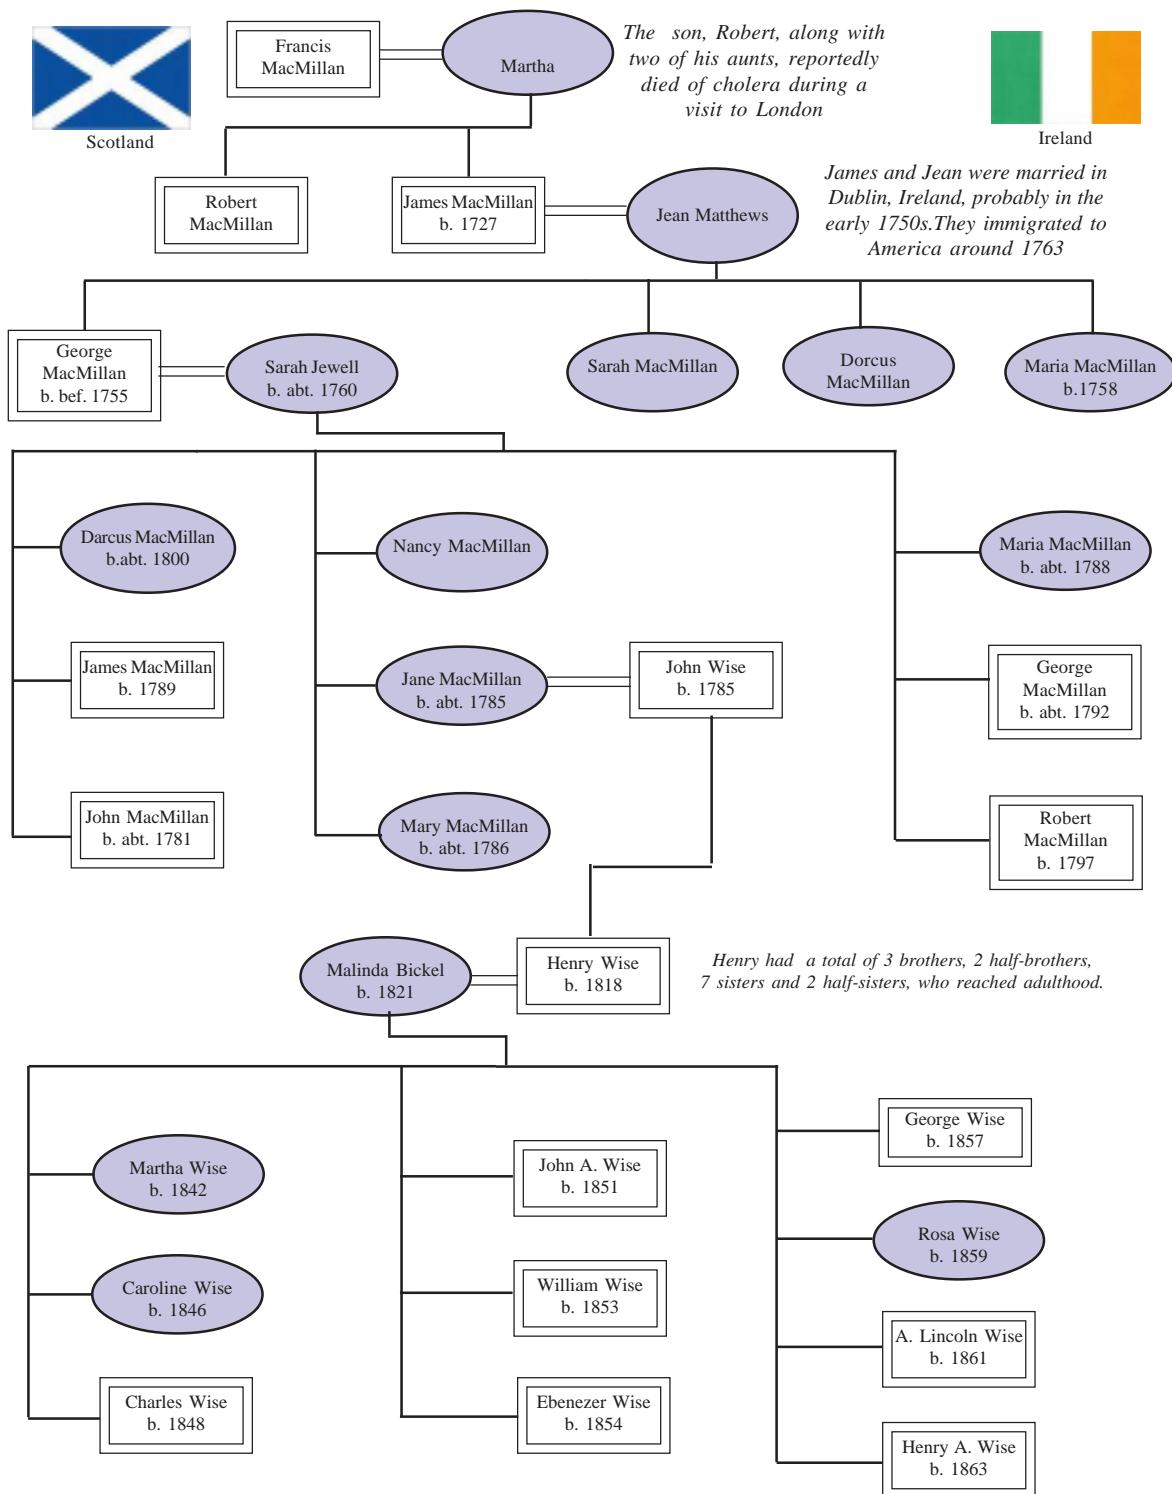 Francis
MacMillan
Martha
The son, Robert, along with
two of his aunts, reportedly
died of cholera during a
visit to London
Scotland
Ireland
Robert
MacMillan
James MacMillan
b. 1727
Jean Matthews
James and Jean were married in
Dublin, Ireland, probably in the
early 1750s.They immigrated to
America around 1763
George
MacMillan
b. bef. 1755
Sarah Jewell
b. abt. 1760
Sarah MacMillan
Dorcus
MacMillan
Maria MacMillan
b.1758
Darcus MacMillan
b.abt. 1800
Nancy MacMillan
Maria MacMillan
b. abt. 1788
James MacMillan
b. 1789
Jane MacMillan
b. abt. 1785
John Wise
b. 1785
George
MacMillan
b. abt. 1792
John MacMillan
b. abt. 1781
Mary MacMillan
b. abt. 1786
Robert
MacMillan
b. 1797
Malinda Bickel
b. 1821
Henry Wise
b. 1818
Henry had a total of 3 brothers, 2 half-brothers,
7 sisters and 2 half-sisters, who reached adulthood.
Martha Wise
b. 1842
John A. Wise
b. 1851
George Wise
b. 1857
Rosa Wise
b. 1859
Caroline Wise
b. 1846
William Wise
b. 1853
A. Lincoln Wise
b. 1861
Charles Wise
b. 1848
Ebenezer Wise
b. 1854
Henry A. Wise
b. 1863